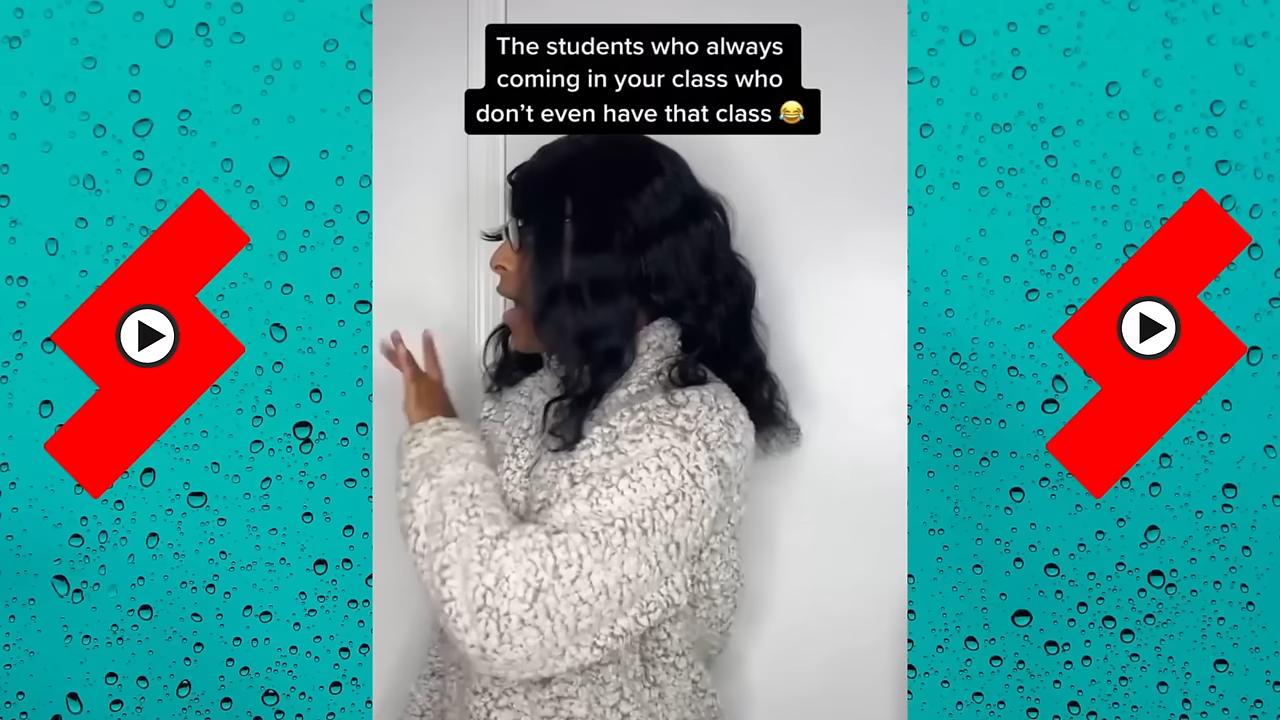 The students who always
coming in your class who
don’t even have that class 😂